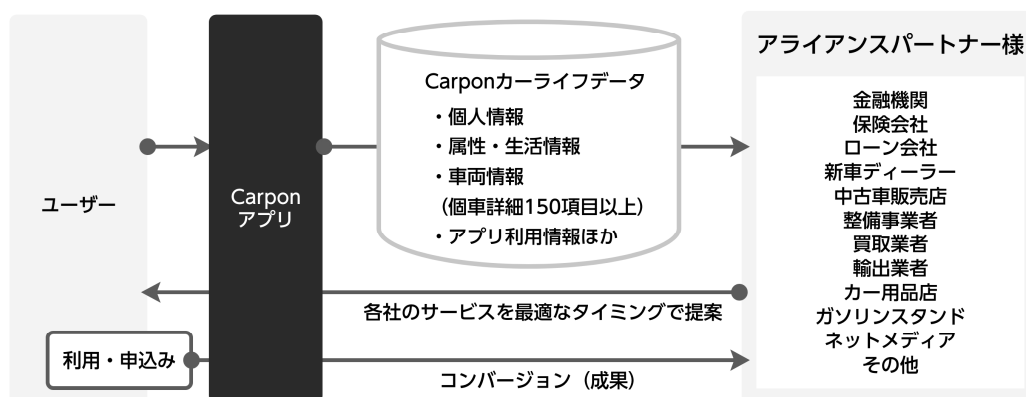 ユーザー
Carpon
アプリ
Carponカーライフデータ
・個人情報
・属性・生活情報
・車両情報
（個車詳細150項目以上）
・アプリ利用情報ほか
アライアンスパートナー様
金融機関
保険会社
ローン会社
新車ディーラー
中古車販売店
整備事業者
買取業者
輸出業者
カー用品店
ガソリンスタンド
ネットメディア
その他
各社のサービスを最適なタイミングで提案
利用・申込み
コンバージョン（成果）